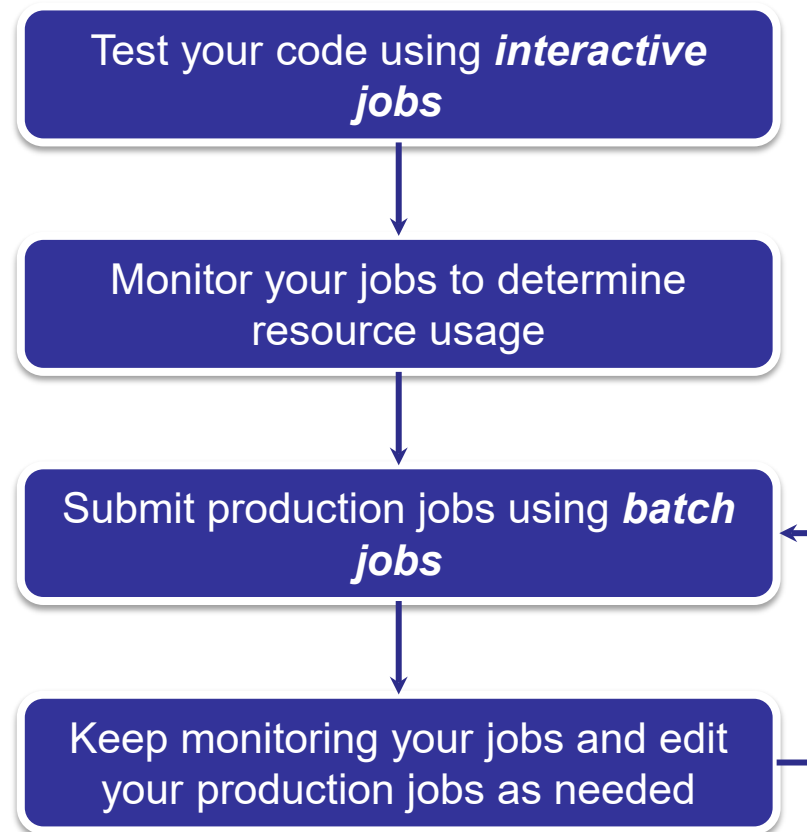 Test your code using interactive
jobs
Monitor your jobs to determine
resource usage
Submit production jobs using batch
jobs
Keep monitoring your jobs and edit
your production jobs as needed